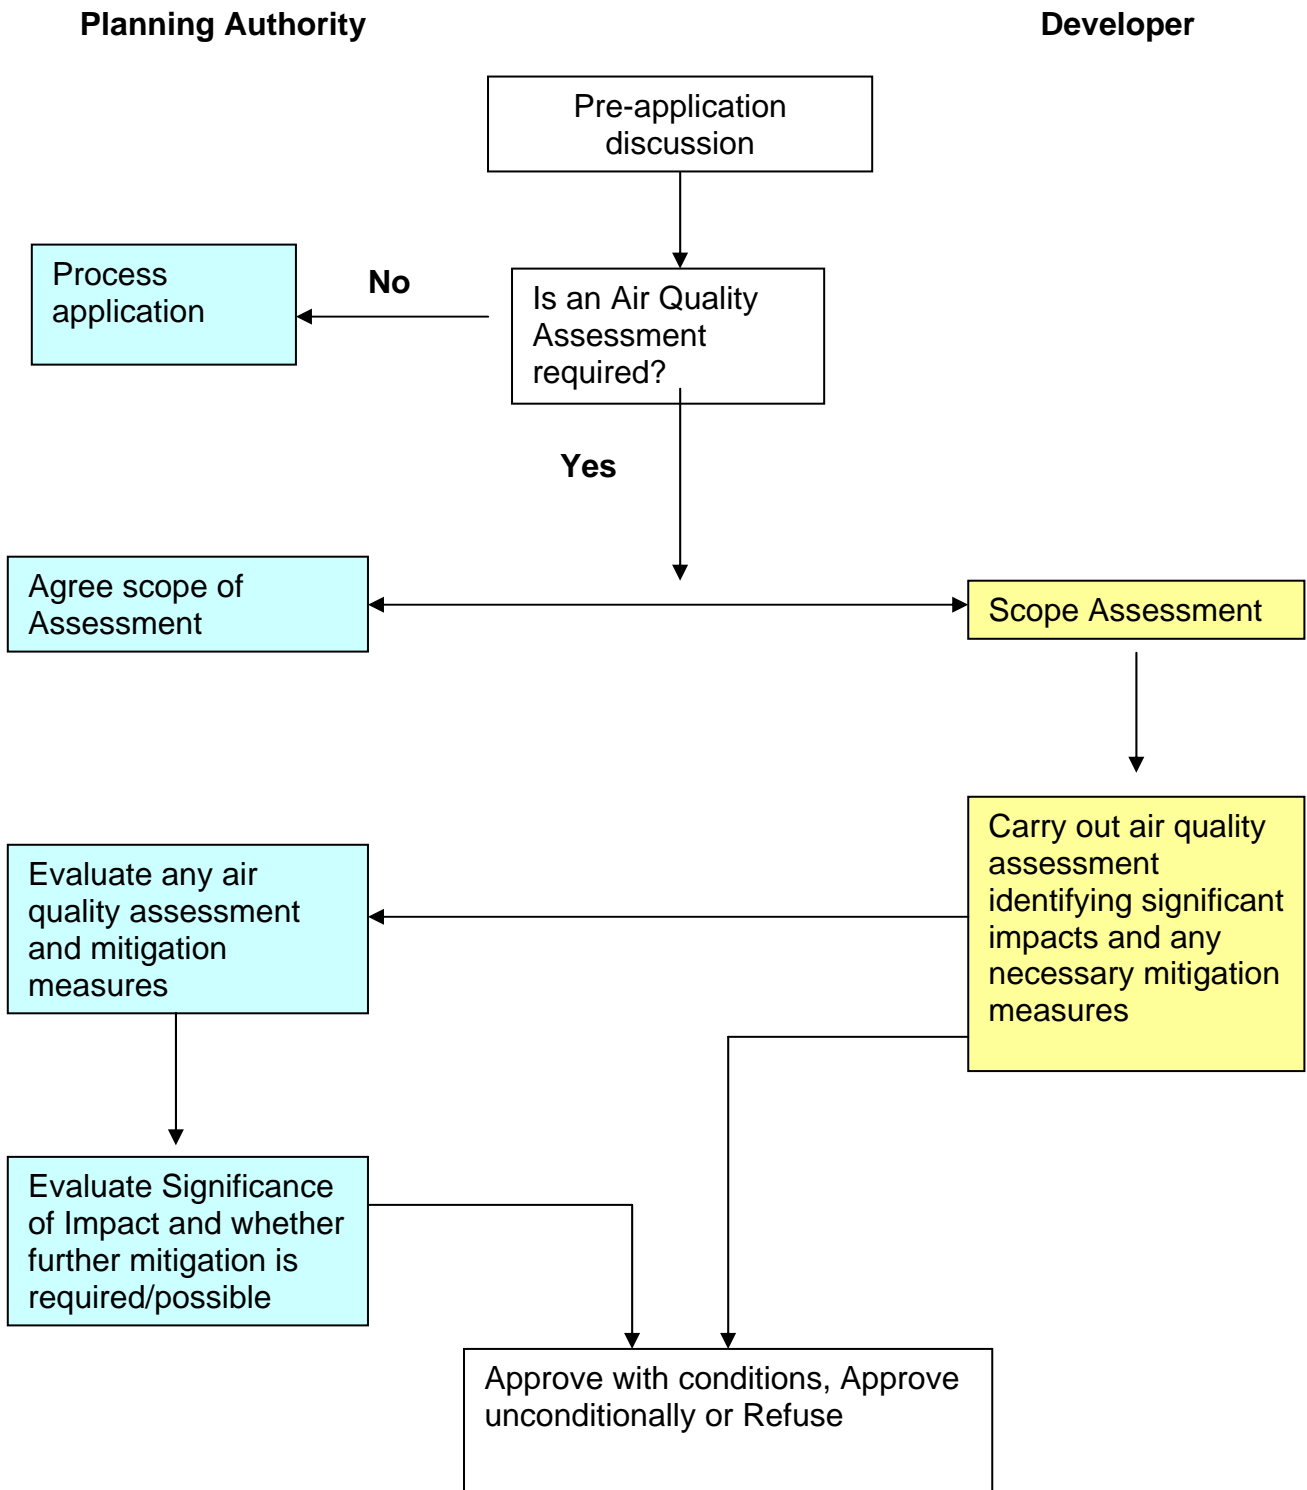 Planning Authority
Developer
Pre-application
discussion
Process
application
No
Is an Air Quality
Assessment
required?
Yes
Agree scope of
Assessment
Scope Assessment
Carry out air quality
assessment
identifying significant
impacts and any
necessary mitigation
measures
Evaluate any air
quality assessment
and mitigation
measures
Evaluate Significance
of Impact and whether
further mitigation is
required/possible
Approve with conditions, Approve
unconditionally or Refuse